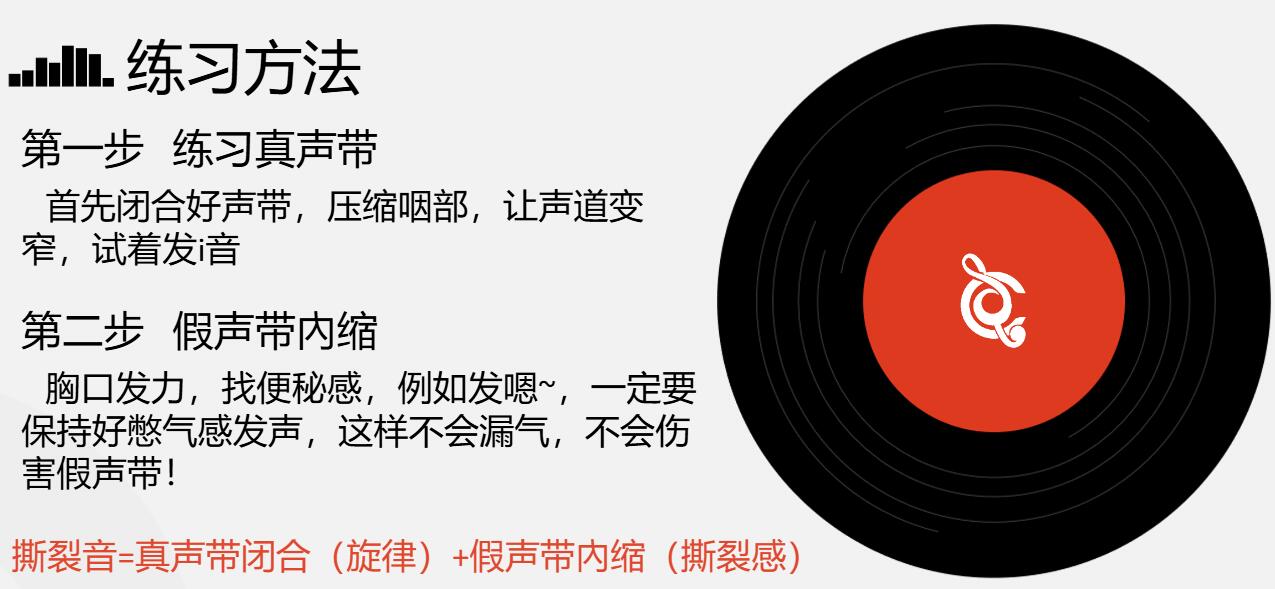 练习方法
第一步 练习真声带
首先闭合好声带，压缩咽部，让声道变
窄，试着发i音
第二步 假声带内缩
胸口发力，找便秘感，例如发嗯~，一定要
保持好憋气感发声，这样不会漏气，不会伤
害假声带！
撕裂音=真声带闭合（旋律）+假声带内缩（撕裂感）